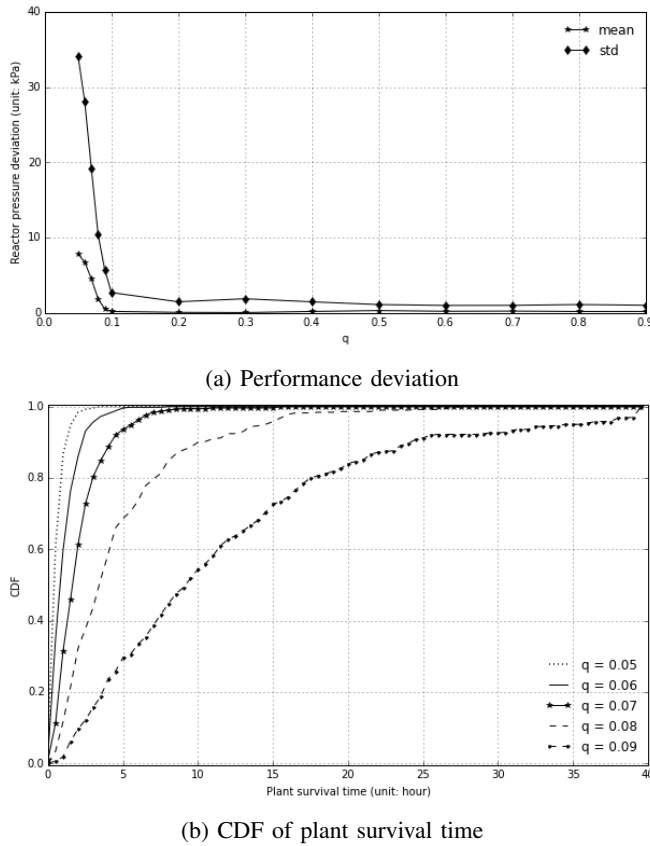 40
30
20
10
0
Reactor pressure deviation (unit: kPa)
mean
std
0.0 0.1 0.2 0.3 0.4 0.5 0.6 0.7 0.8 0.9
q
(a) Performance deviation
1.0
0.8
0.6
0.4
0.2
0.0
CDF
q = 0.05
q = 0.06
q = 0.07
q = 0.08
q = 0.09
0 5 10 15 20 25 30 35 40
Plant survival time (unit: hour)
(b) CDF of plant survival time